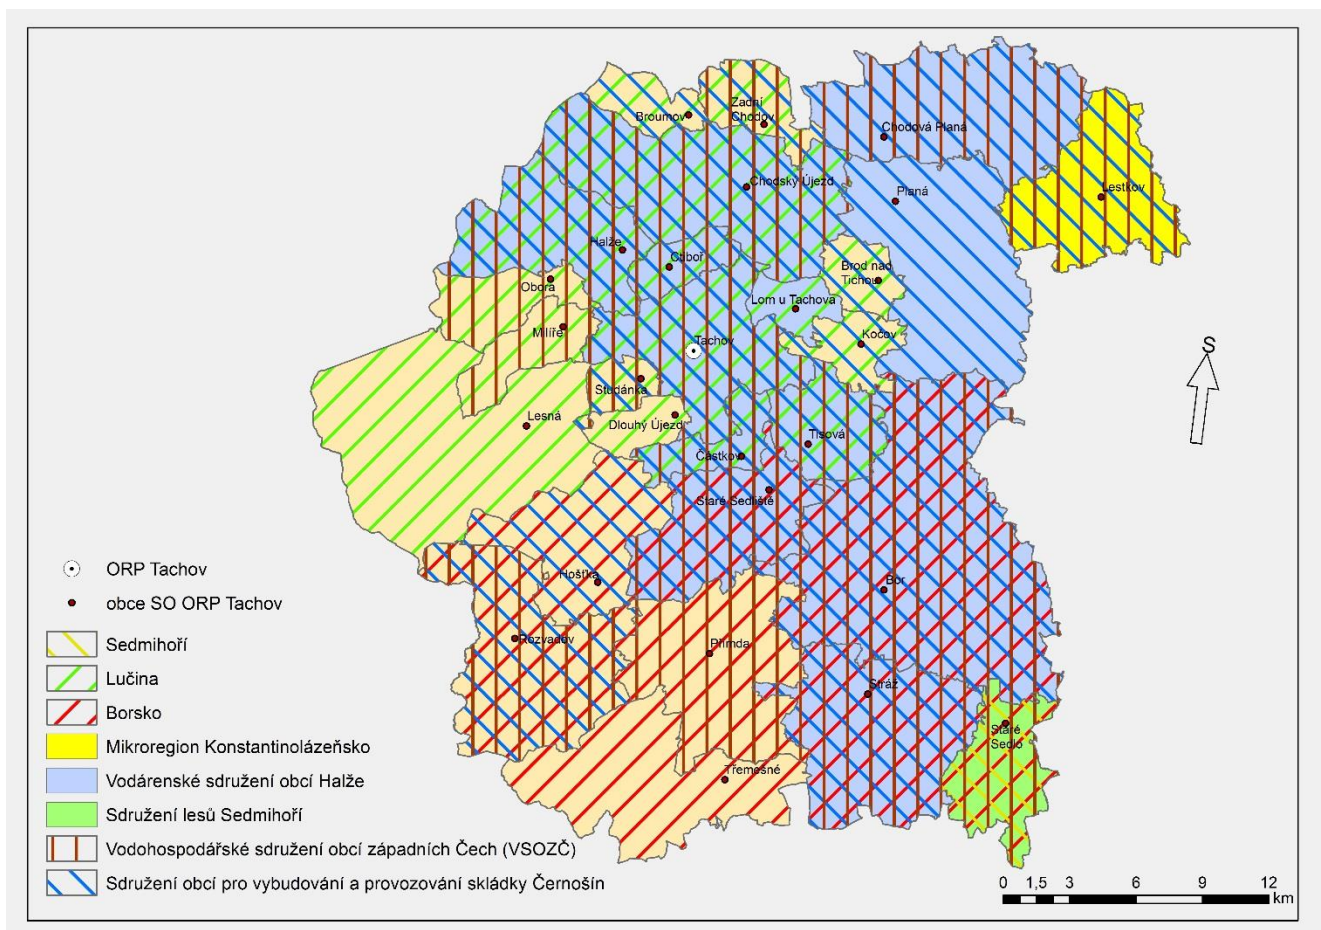 Broumov
Zadní
Chodov
Chodová Planá
Lestkov
Chodský Újezd
Planá
Halže
Ctiboř
Obora
Brod nad
Tichou
Lom u Tachova
Milíře
Tachov
Kočov
S
Studánka
Lesná
Dlouhý Újezd
Tisová
Částkov
Staré Sedliště
Hošťka
Bor
Rozvadov
Přimda
Stráž
Staré
Sedlo
Třemešné
ORP Tachov
obce SO ORP Tachov
Sedmihoří
Lučina
Borsko
Mikroregion Konstantinolázeňsko
Vodárenské sdružení obcí Halže
Sdružení lesů Sedmihoří
Vodohospodářské sdružení obcí západních Čech (VSOZČ)
Sdružení obcí pro vybudování a provozování skládky Černošín
0 1,5 3 6 9 12
km